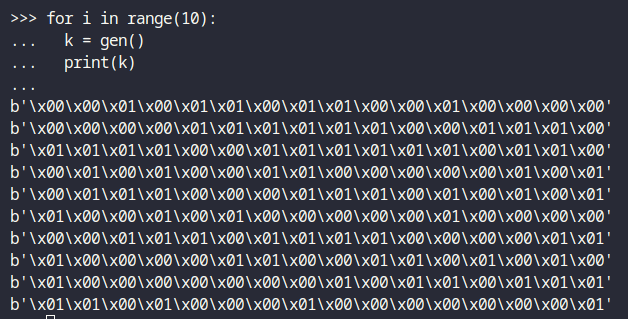 >>> for i in range(10):
...   k = gen()
...   print(k)
...
b'\x00\x00\x01\x00\x01\x01\x00\x01\x01\x00\x00\x01\x00\x00\x00\x00'
b'\x00\x00\x00\x00\x01\x01\x01\x01\x01\x00\x00\x00\x01\x01\x01\x00'
b'\x01\x01\x01\x01\x00\x00\x01\x01\x01\x01\x01\x01\x00\x01\x01\x00'
b'\x00\x01\x00\x01\x00\x00\x01\x01\x00\x00\x00\x00\x00\x01\x00\x01'
b'\x00\x01\x01\x01\x00\x00\x00\x01\x01\x00\x01\x00\x01\x01\x00\x01'
b'\x01\x00\x00\x01\x00\x01\x00\x00\x00\x00\x00\x01\x00\x00\x00\x00'
b'\x00\x00\x01\x01\x01\x00\x01\x01\x01\x01\x01\x00\x00\x00\x01\x01'
b'\x01\x00\x00\x00\x01\x00\x00\x01\x01\x01\x00\x01\x00\x01\x01\x00'
b'\x01\x00\x00\x00\x00\x00\x00\x00\x01\x00\x01\x01\x00\x01\x01\x01'
b'\x01\x01\x00\x01\x00\x00\x00\x01\x00\x00\x00\x00\x00\x00\x00\x01'